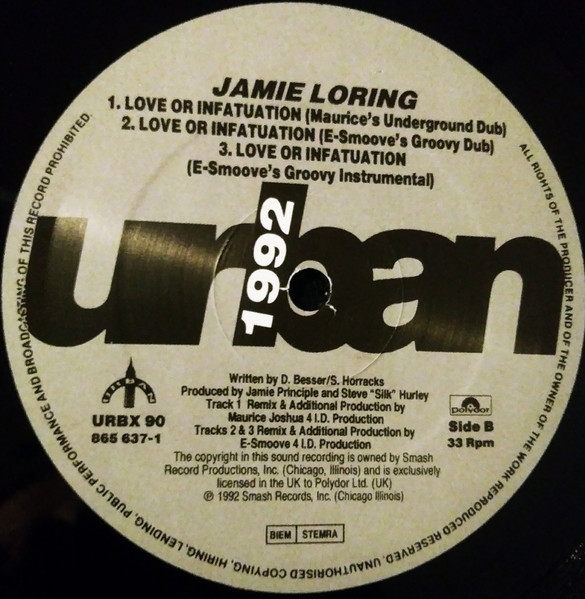 JAMIE LORING
1. LOVE OR INFATUATION (Maurice's Underground Dub)
2. LOVE OR INFATUATION (E-Smoove's Groovy Dub)
3. LOVE OR INFATUATION
(E-Smoove's Groovy Instrumental)
urban
1992
URBAN
URBX 90
865 637-1
Written by D. Besser/S. Horracks
Produced by Jamie Principle and Steve "Silk" Hurley
Track 1 Remix & Additional Production by
Maurice Joshua 4 I.D. Production
Tracks 2 & 3 Remix & Additional Production by
E-Smoove 4 I.D. Production
The copyright in this sound recording is owned by Smash
Record Productions, Inc. (Chicago, Illinois) and is exclusively
licensed in the UK to Polydor Ltd. (UK)
℗ 1992 Smash Records, Inc. (Chicago Illinois)
polydor
Side B
33 Rpm
BIEM STEMRA
ALL RIGHTS OF THE PRODUCER AND OF THE OWNER OF THE WORK REPRODUCED RESERVED. UNAUTHORISED COPYING, HIRING, LENDING, PUBLIC PERFORMANCE AND BROADCASTING OF THIS RECORD PROHIBITED.